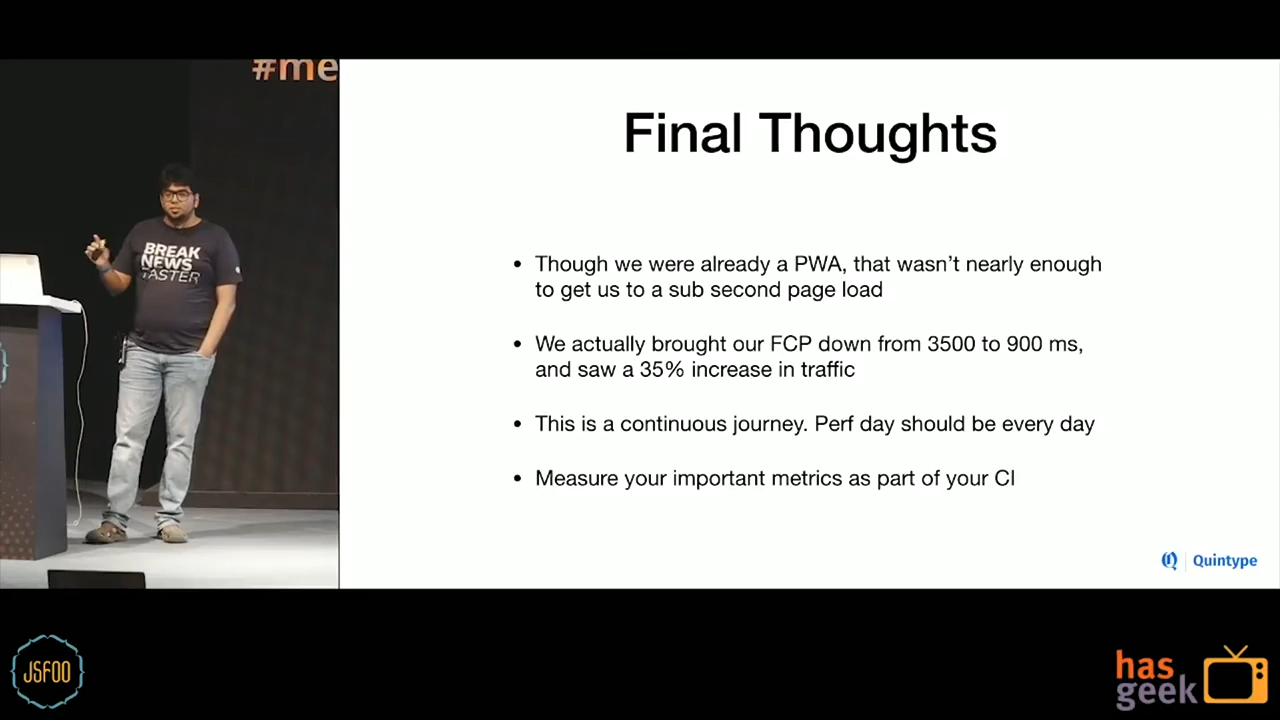 #me
Final Thoughts
• Though we were already a PWA, that wasn’t nearly enough
to get us to a sub second page load
• We actually brought our FCP down from 3500 to 900 ms,
and saw a 35% increase in traffic
• This is a continuous journey. Perf day should be every day
• Measure your important metrics as part of your CI
BREAK
NEWS
FASTER
Quintype
JSFOO
has
geek